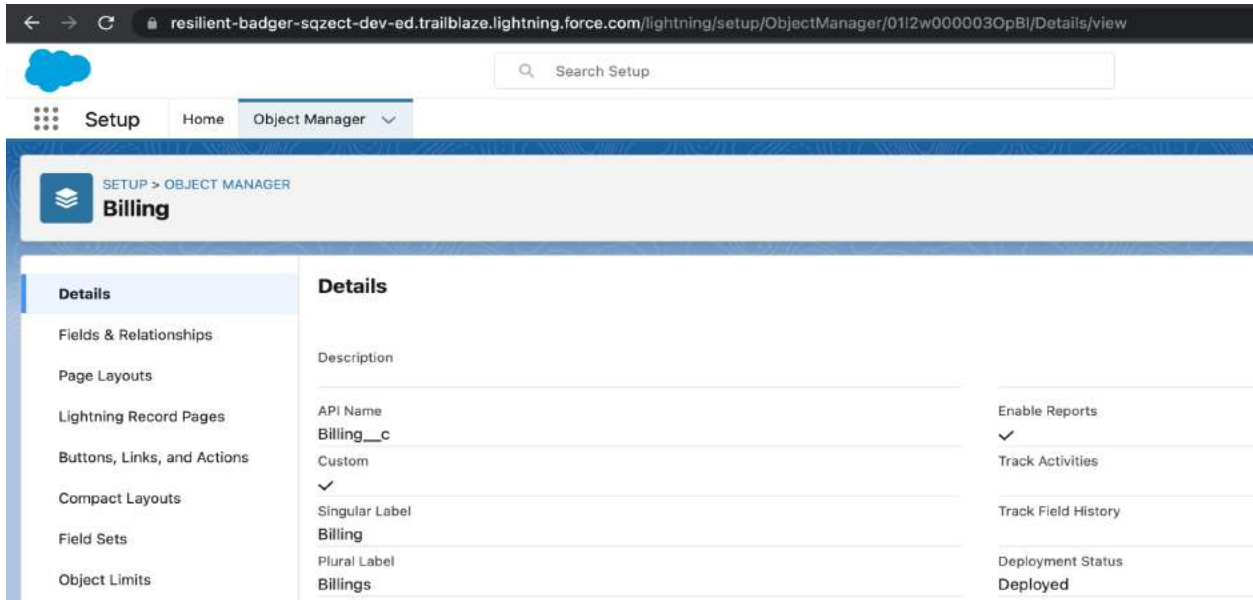 resilient-badger-sqzect-dev-ed.trailblaze.lightning.force.com/lightning/setup/ObjectManager/01I2w000003OpBI/Details/view
Search Setup
Setup Home Object Manager
SETUP > OBJECT MANAGER
Billing
Details
Fields & Relationships
Page Layouts
Lightning Record Pages
Buttons, Links, and Actions
Compact Layouts
Field Sets
Object Limits
Details
Description
API Name
Billing__c
Custom
Singular Label
Billing
Plural Label
Billings
Enable Reports
Track Activities
Track Field History
Deployment Status
Deployed